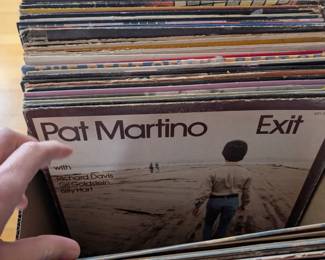 Pat Martino Exit
with
Richard Davis
Gil Goldstein
Billy Hart